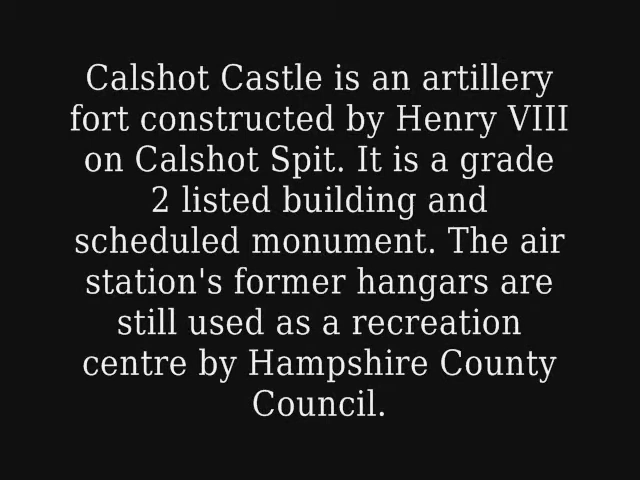 Calshot Castle is an artillery
fort constructed by Henry VIII
on Calshot Spit. It is a grade
2 listed building and
scheduled monument. The air
station's former hangars are
still used as a recreation
centre by Hampshire County
Council.